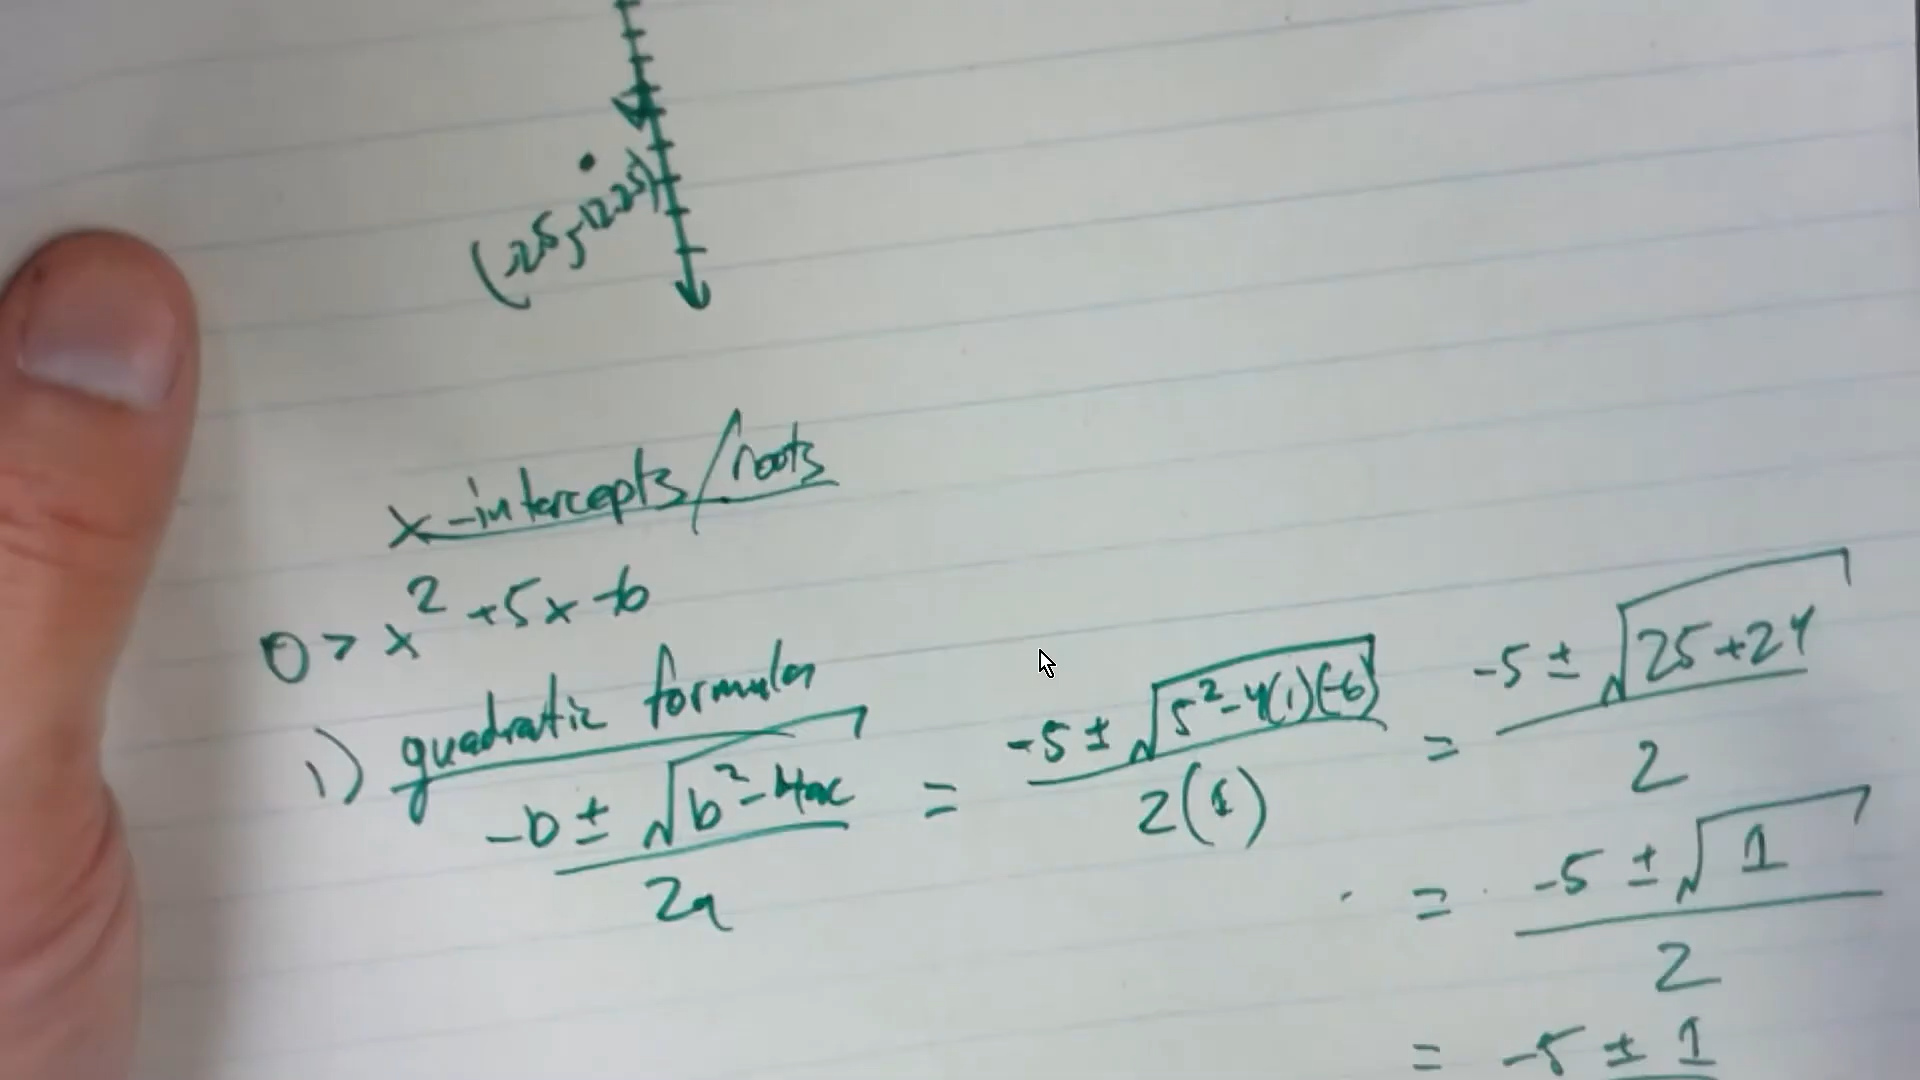 (-2.5, -12.25)
x-intercepts/roots
0 > x² + 5x - 6
1) quadratic formula
(-b ± √(b² - 4ac)) / 2a = (-5 ± √(5² - 4(1)(-6))) / 2(1) = (-5 ± √(25 + 24)) / 2
= (-5 ± √1) / 2
= -5 ± 1